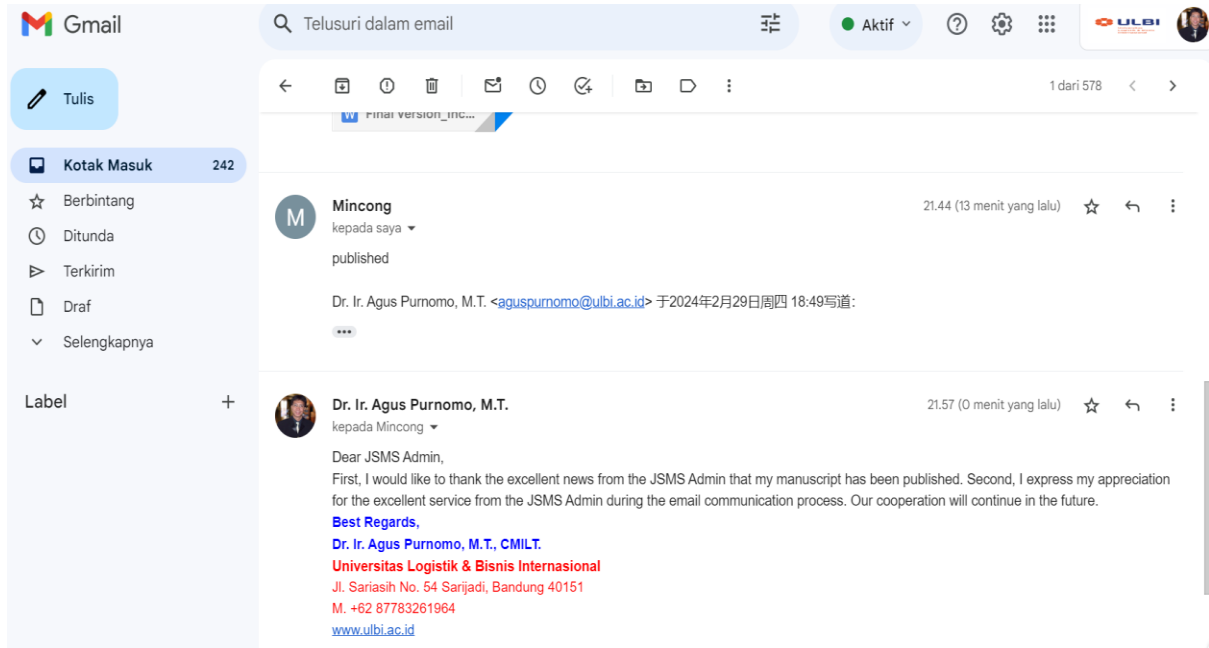 Gmail
Telusuri dalam email
Aktif
ULBI
Tulis
1 dari 578
Final Version_Inc...
Kotak Masuk 242
Berbintang
Ditunda
Terkirim
Draf
Selengkapnya
Label
M
Mincong
21.44 (13 menit yang lalu)
kepada saya
published
Dr. Ir. Agus Purnomo, M.T. <aguspurnomo@ulbi.ac.id> 于2024年2月29日周四 18:49写道:
Dr. Ir. Agus Purnomo, M.T.
21.57 (0 menit yang lalu)
kepada Mincong
Dear JSMS Admin,
First, I would like to thank the excellent news from the JSMS Admin that my manuscript has been published. Second, I express my appreciation
for the excellent service from the JSMS Admin during the email communication process. Our cooperation will continue in the future.
Best Regards,
Dr. Ir. Agus Purnomo, M.T., CMILT.
Universitas Logistik & Bisnis Internasional
Jl. Sariasih No. 54 Sarijadi, Bandung 40151
M. +62 87783261964
www.ulbi.ac.id